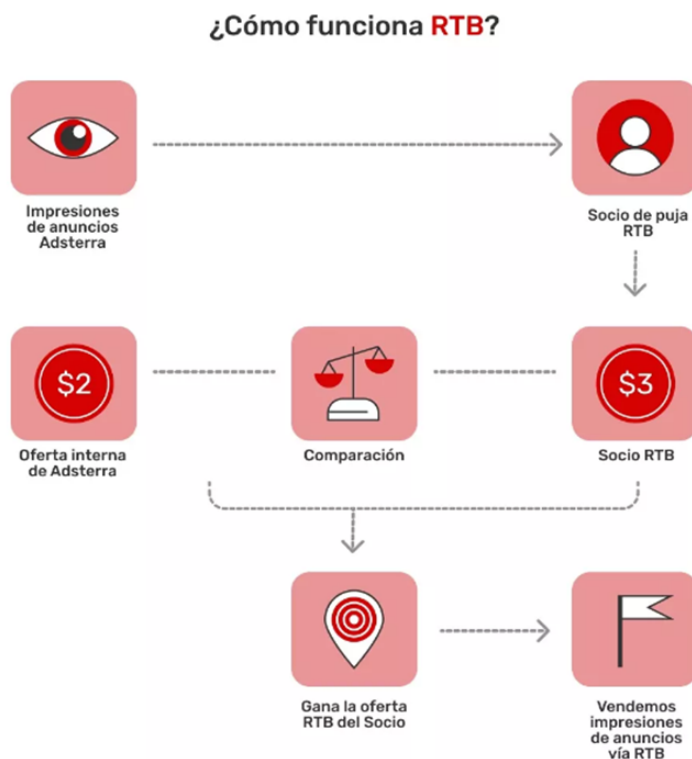 ¿Cómo funciona RTB?
Impresiones
de anuncios
Adsterra
Socio de puja
RTB
$2
$3
Oferta interna
de Adsterra
Comparación
Socio RTB
Gana la oferta
RTB del Socio
Vendemos
impresiones
de anuncios
vía RTB